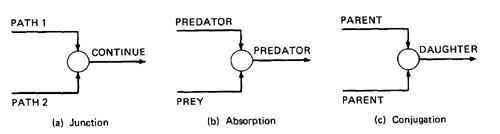 PATH 1
CONTINUE
PATH 2
(a) Junction
PREDATOR
PREDATOR
PREY
(b) Absorption
PARENT
DAUGHTER
PARENT
(c) Conjugation